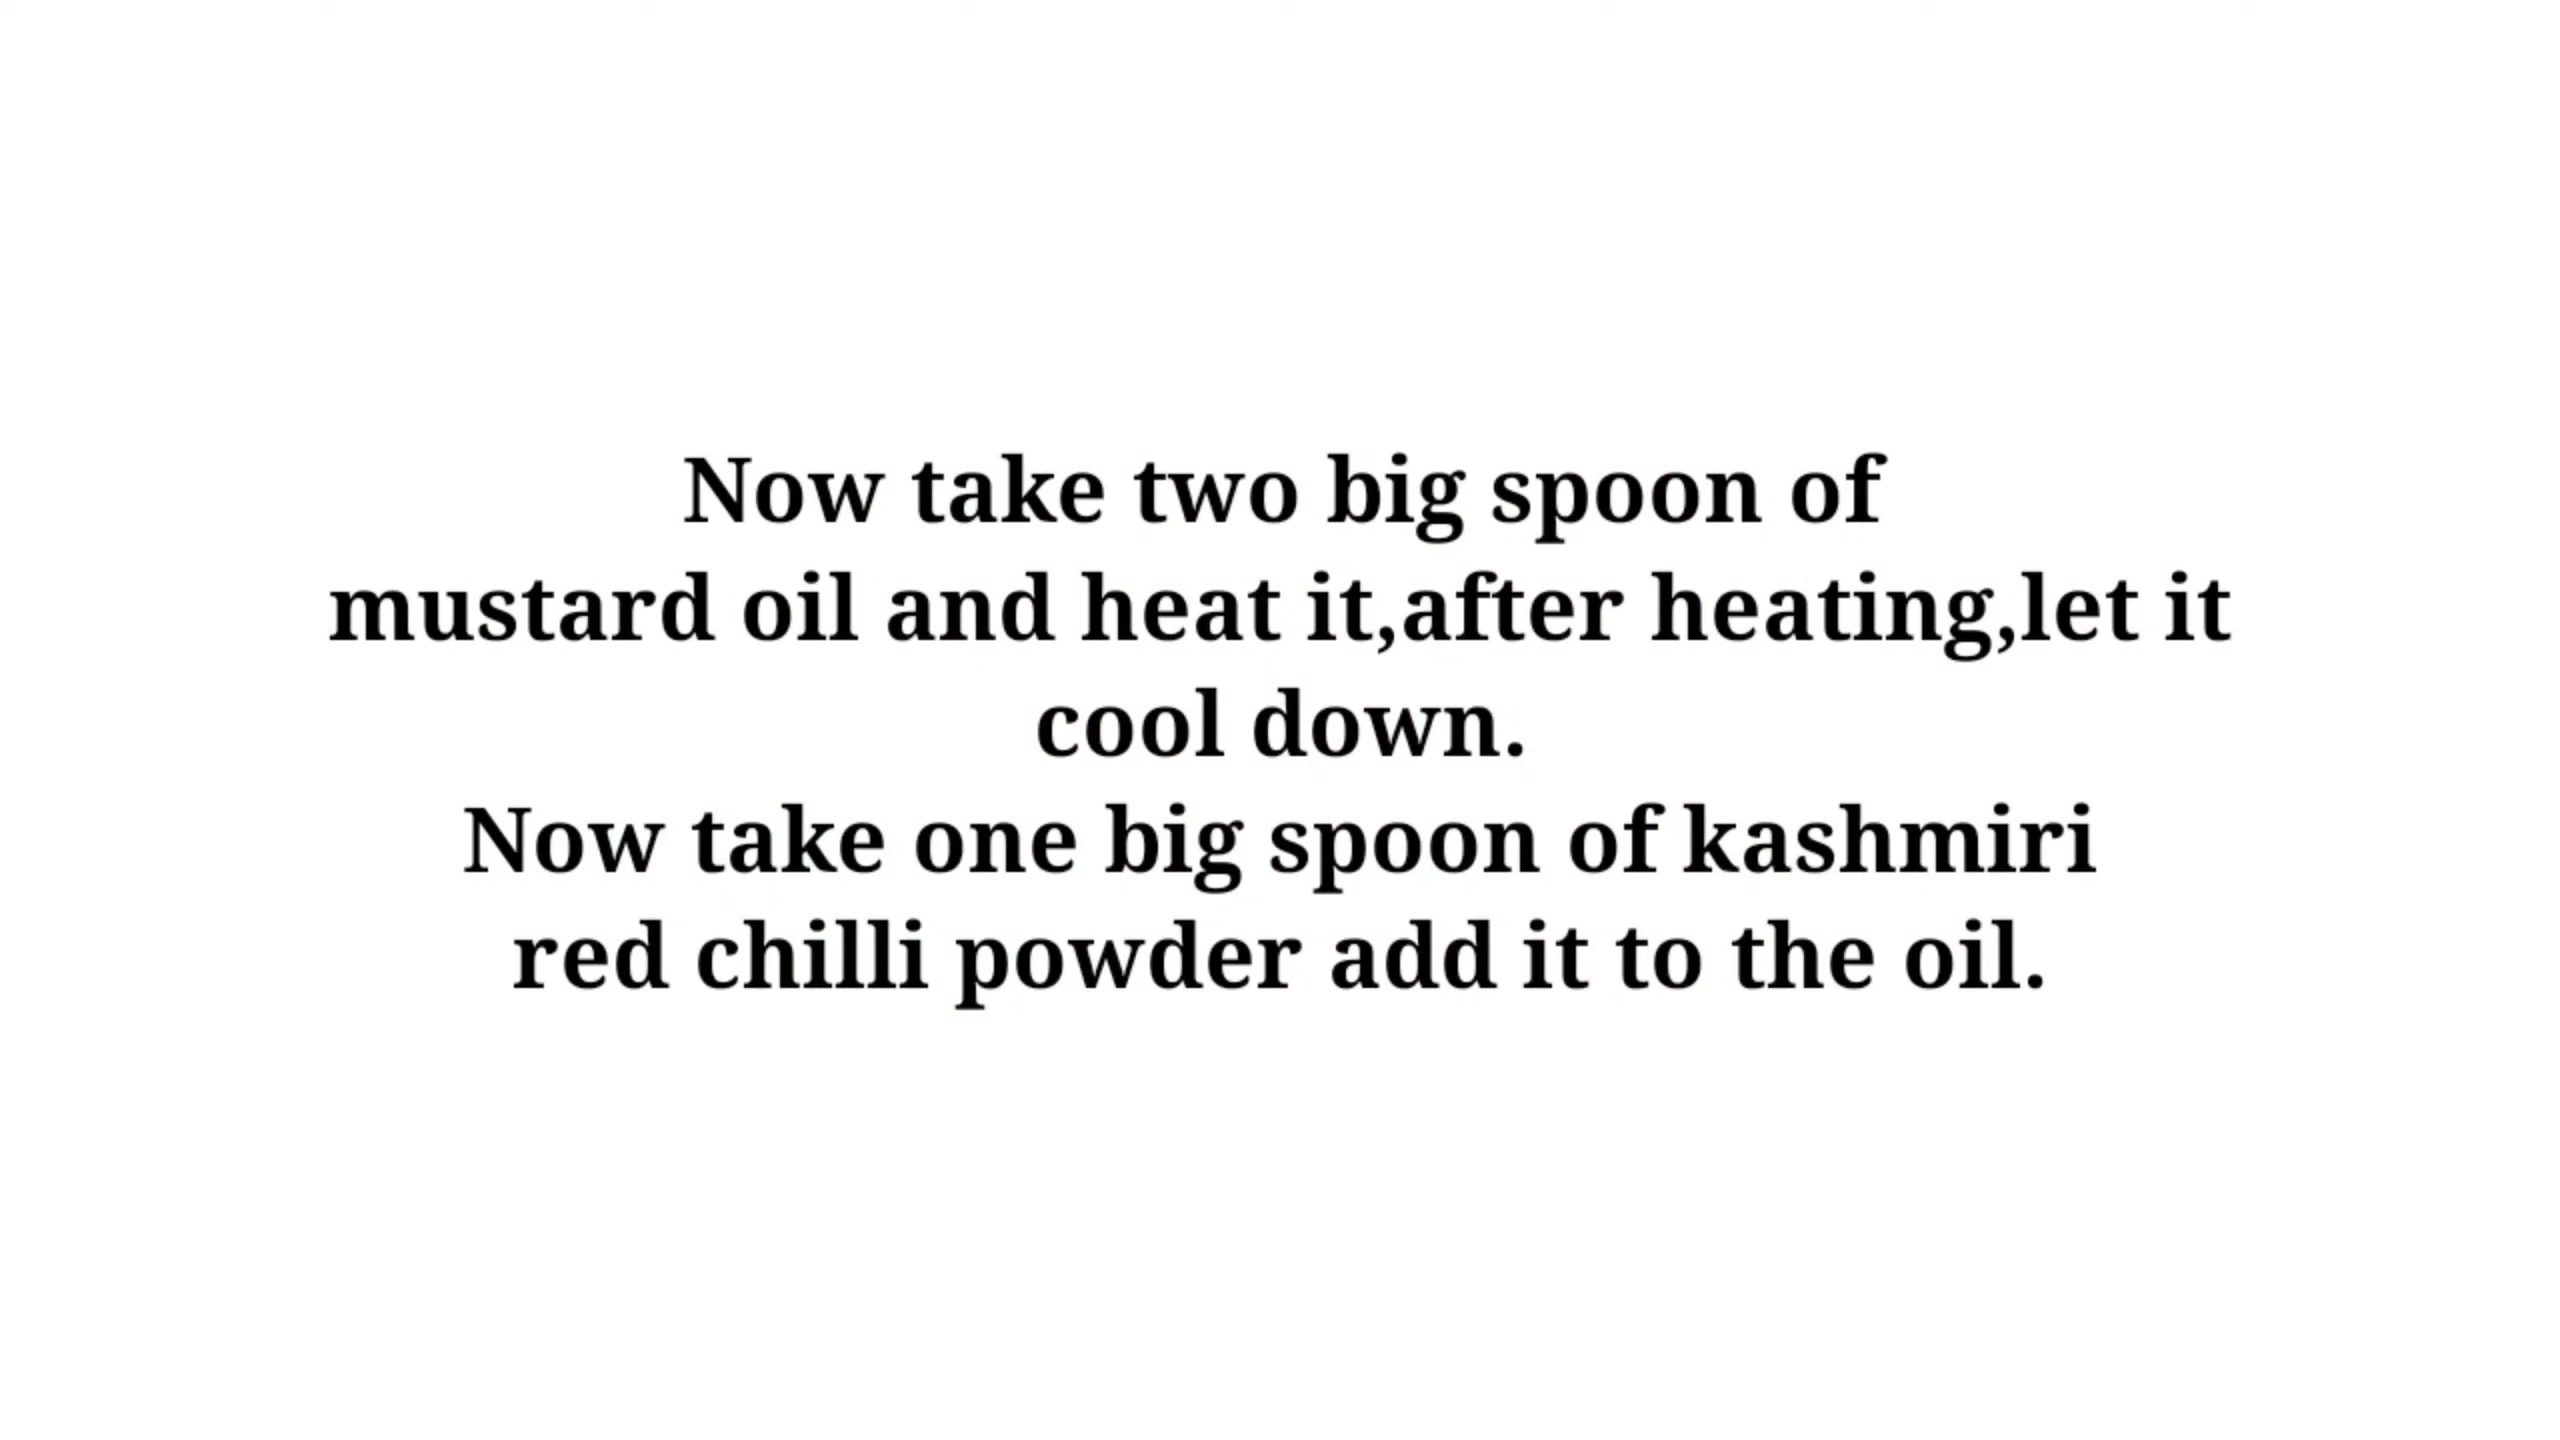 Now take two big spoon of
mustard oil and heat it,after heating,let it
cool down.
Now take one big spoon of kashmiri
red chilli powder add it to the oil.